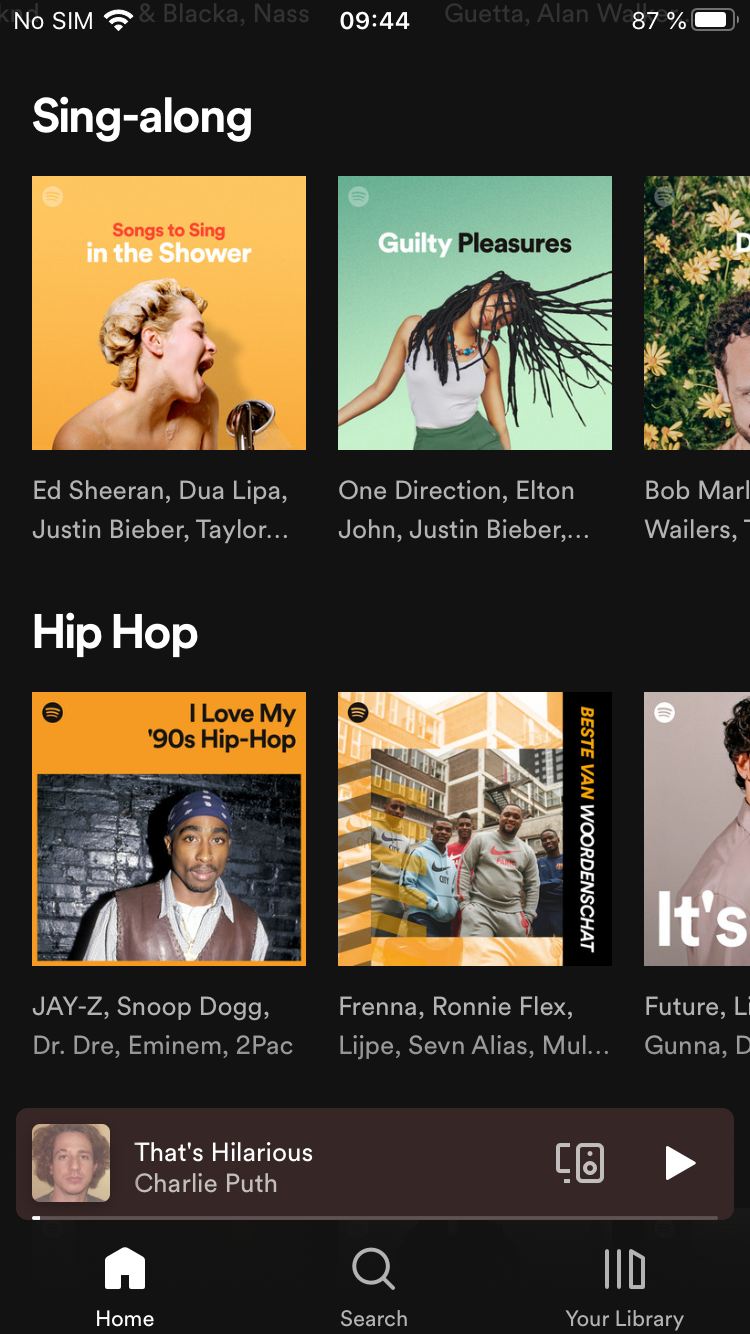 & Blacka, Nass
Guetta, Alan Walker
No SIM
09:44
87 %
Sing-along
Songs to Sing
in the Shower
Guilty Pleasures
D
Ed Sheeran, Dua Lipa,
Justin Bieber, Taylor...
One Direction, Elton
John, Justin Bieber,...
Bob Marl
Wailers, T
Hip Hop
I Love My
'90s Hip-Hop
BESTE VAN WOORDENSCHAT
It's
JAY-Z, Snoop Dogg,
Dr. Dre, Eminem, 2Pac
Frenna, Ronnie Flex,
Lijpe, Sevn Alias, Mul...
Future, Li
Gunna, D
That's Hilarious
Charlie Puth
Home
Search
Your Library